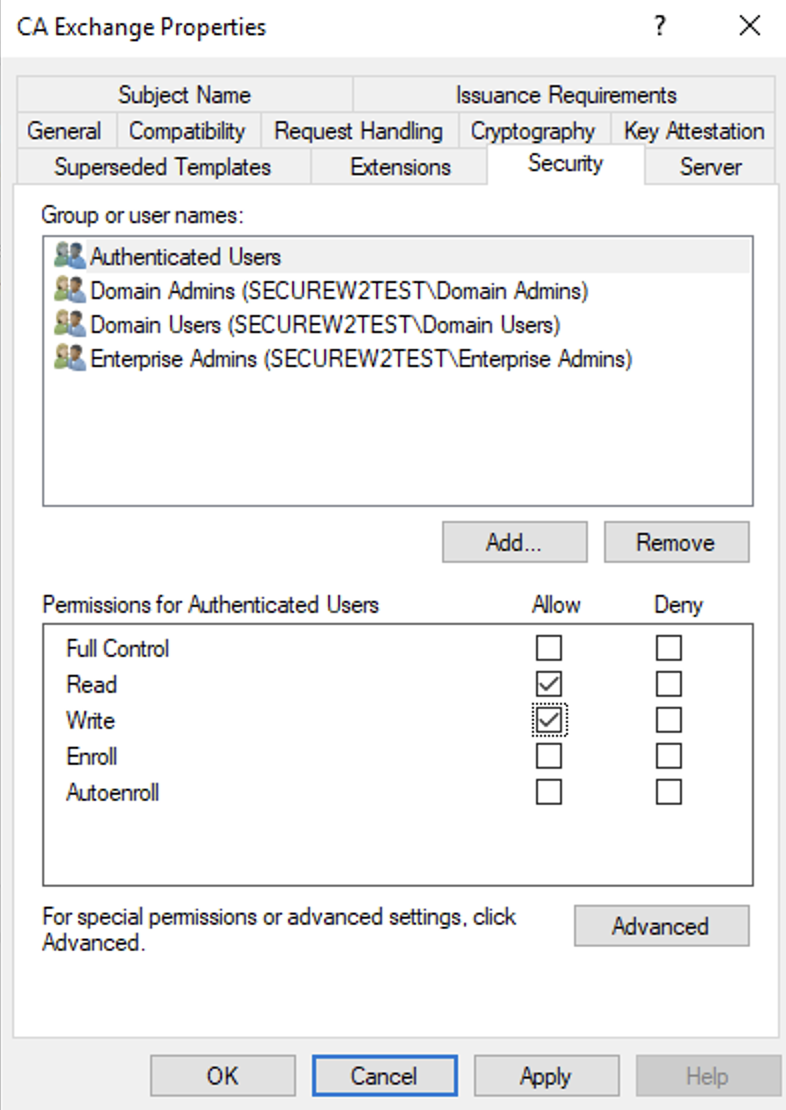 CA Exchange Properties ?
Subject Name Issuance Requirements
General Compatibility Request Handling Cryptography Key Attestation
Superseded Templates Extensions Security Server
Group or user names:
Authenticated Users
Domain Admins (SECUREW2TEST\Domain Admins)
Domain Users (SECUREW2TEST\Domain Users)
Enterprise Admins (SECUREW2TEST\Enterprise Admins)
Add... Remove
Permissions for Authenticated Users Allow Deny
Full Control
Read
Write
Enroll
Autoenroll
For special permissions or advanced settings, click
Advanced.
Advanced
OK Cancel Apply Help